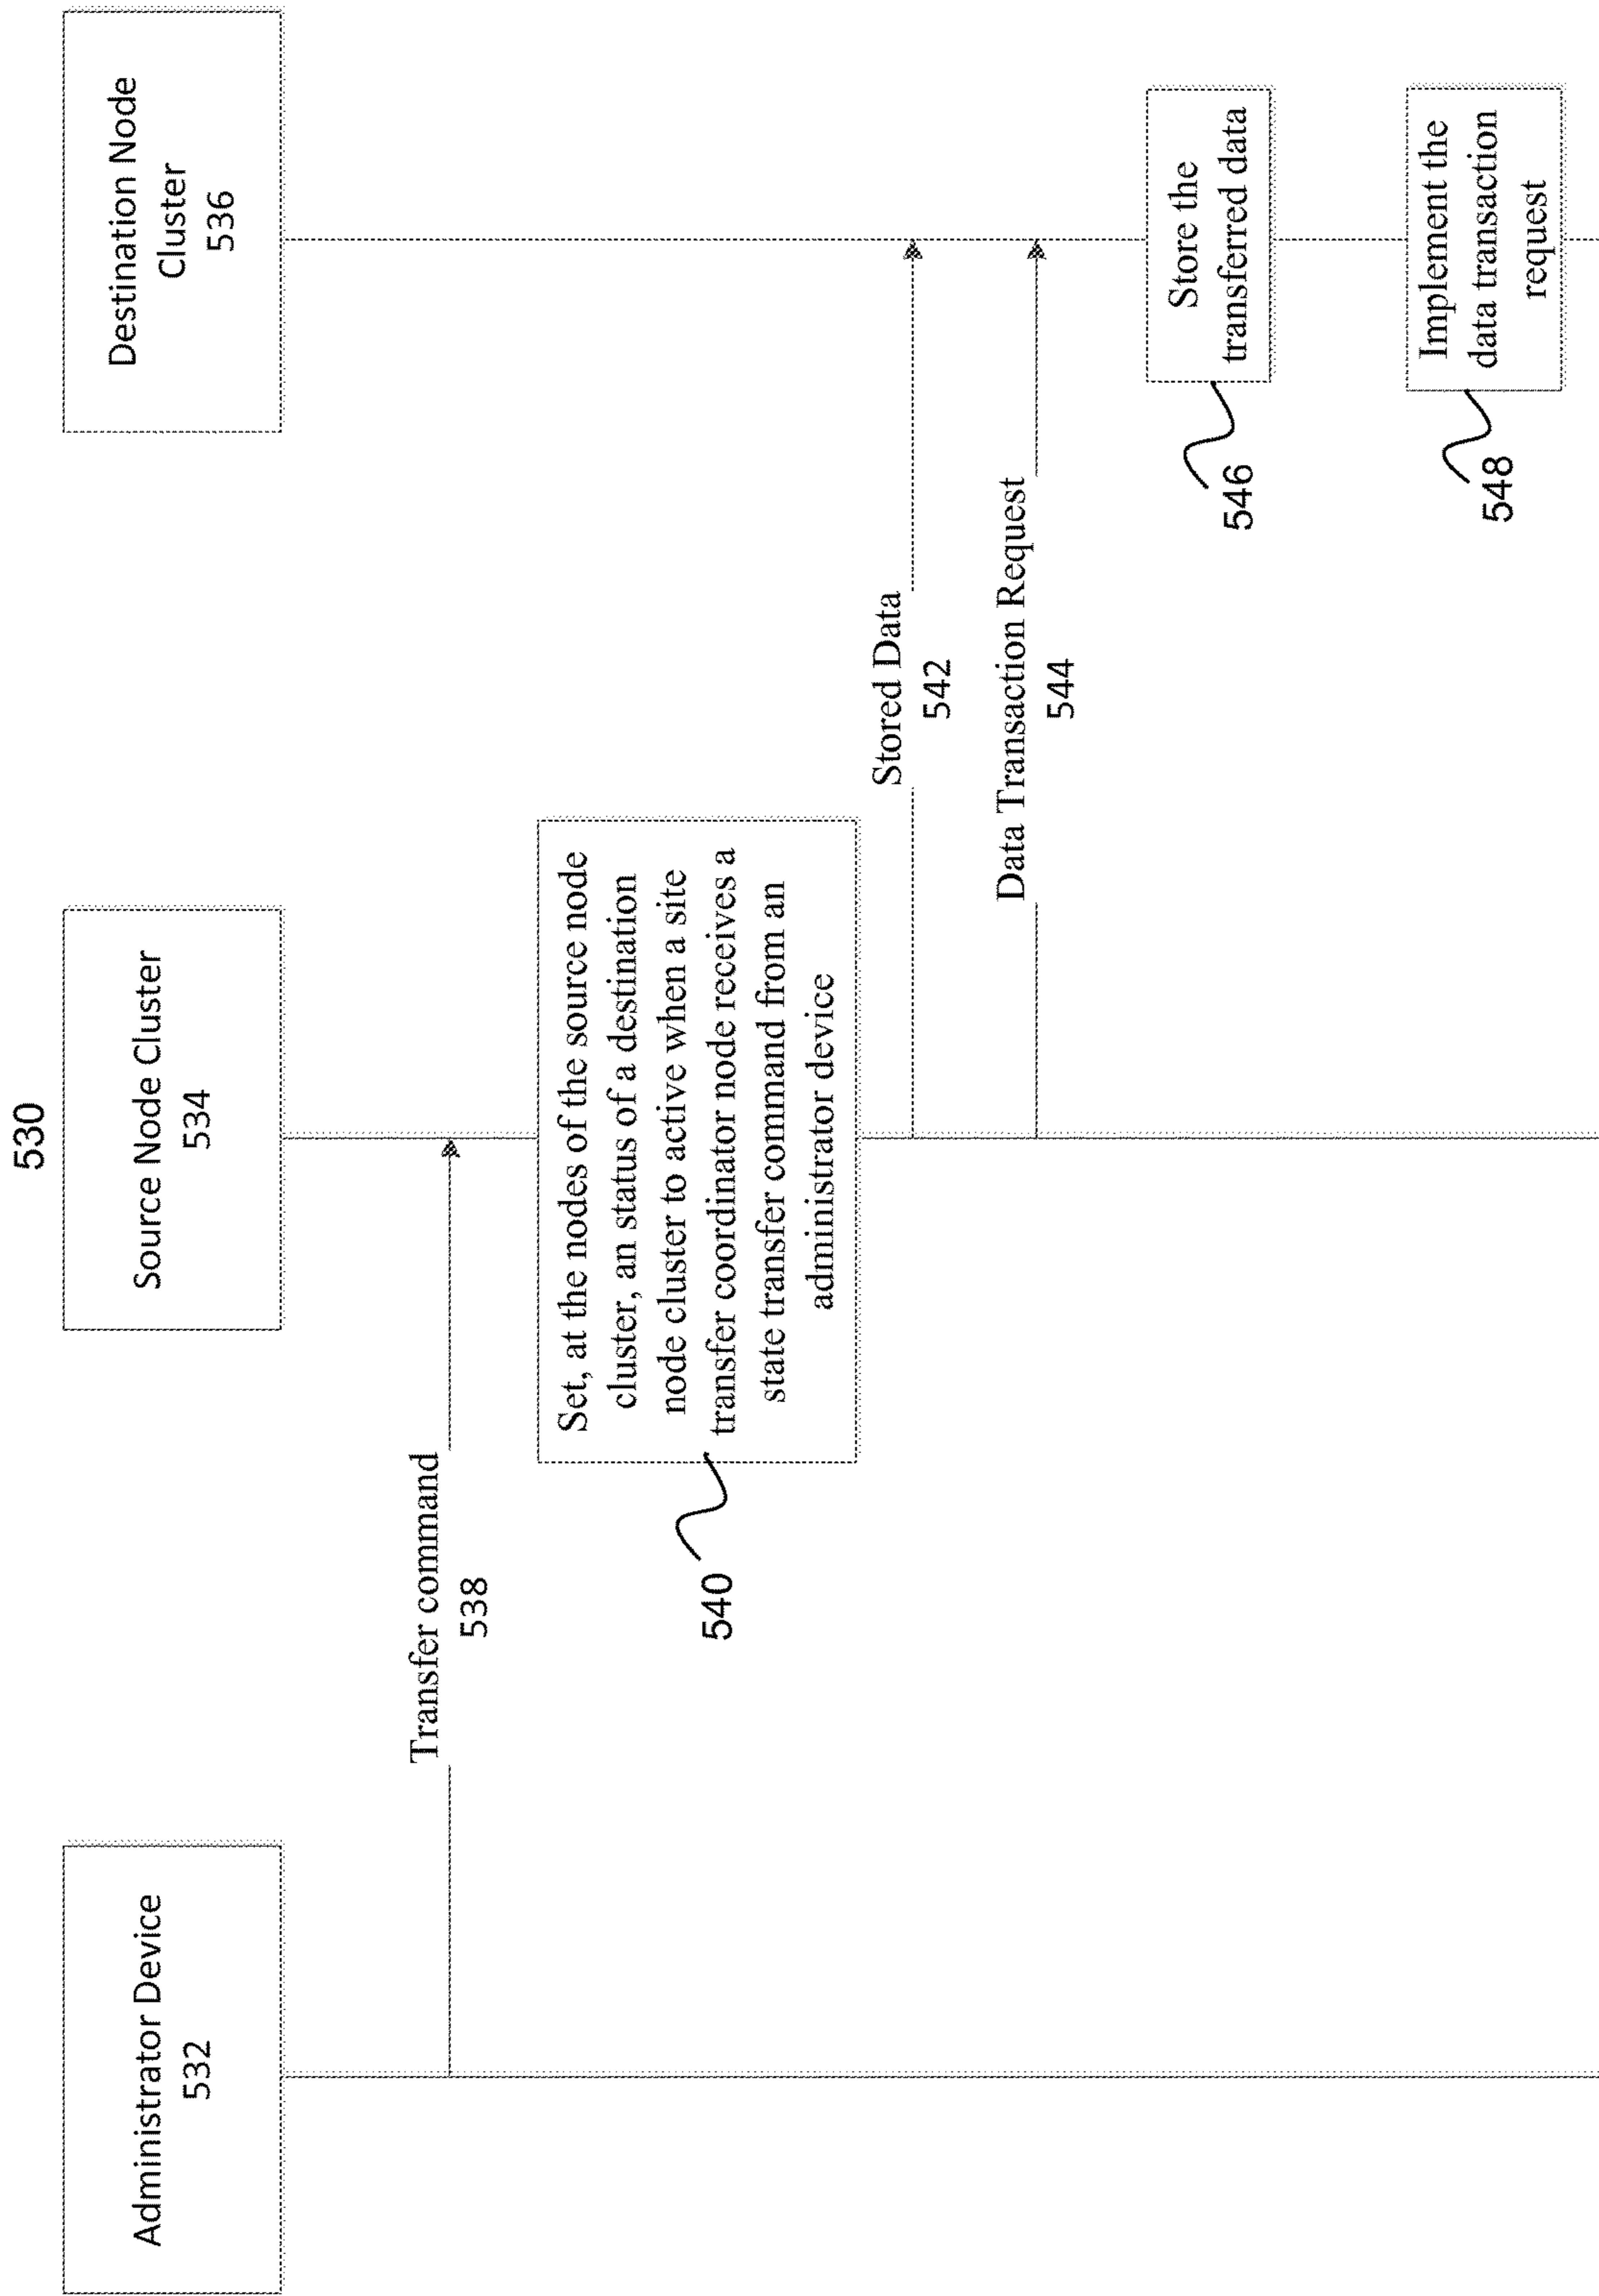 530
Administrator Device
532
Source Node Cluster
534
Destination Node
Cluster
536
Transfer command
538
540
Set, at the nodes of the source node
cluster, an status of a destination
node cluster to active when a site
transfer coordinator node receives a
state transfer command from an
administrator device
Stored Data
542
Data Transaction Request
544
546
Store the
transferred data
548
Implement the
data transaction
request